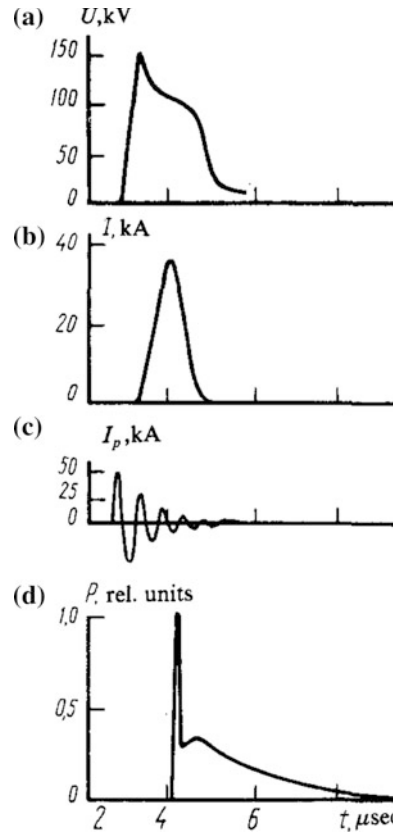 (a) U,kV
150
100
50
0
(b) I,kA
40
20
0
(c) I_p,kA
50
25
0
(d) P, rel. units
1,0
0,5
0
2 4 6 t, μsec